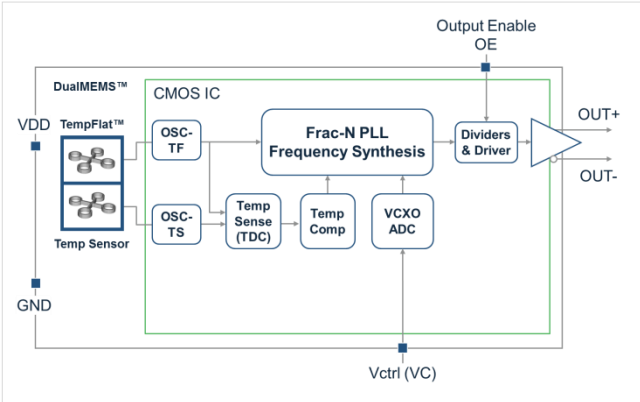 Output Enable
OE
DualMEMS™
CMOS IC
VDD
TempFlat™
OSC-
TF
Frac-N PLL
Frequency Synthesis
Dividers
& Driver
OUT+
OUT-
OSC-
TS
Temp
Sense
(TDC)
Temp
Comp
VCXO
ADC
Temp Sensor
GND
Vctrl (VC)